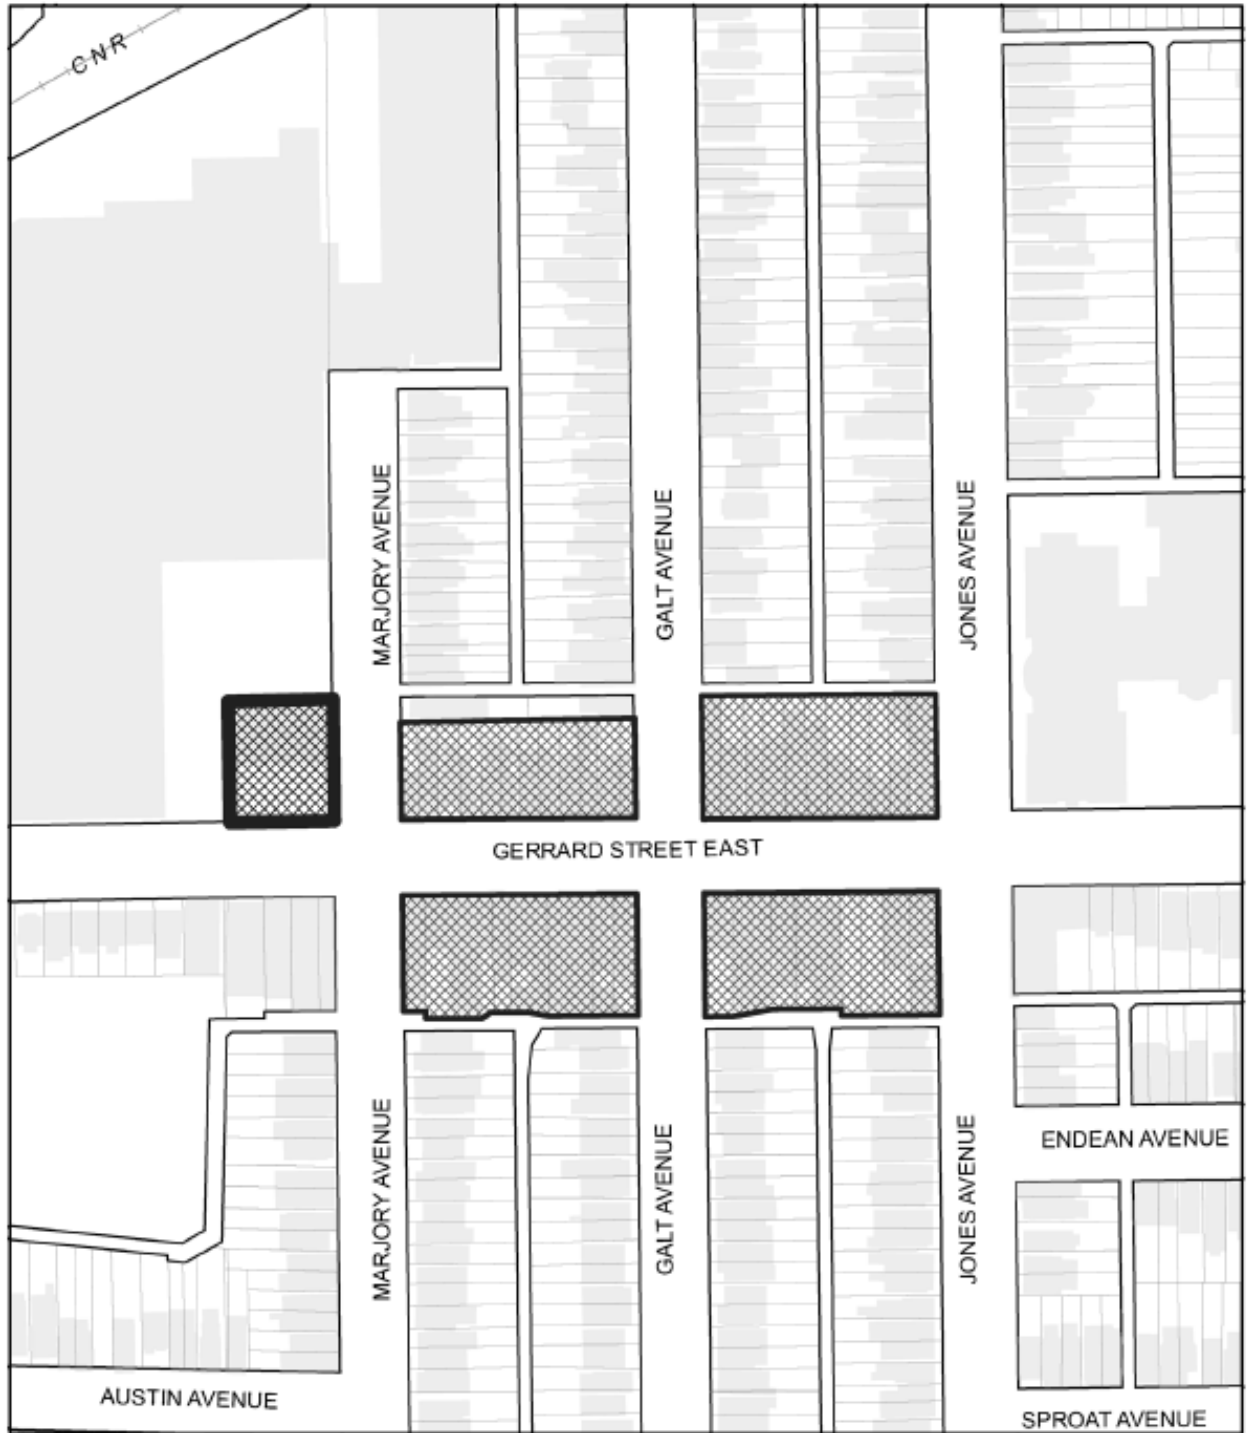 CNR
MARJORY AVENUE
GALT AVENUE
JONES AVENUE
GERRARD STREET EAST
MARJORY AVENUE
GALT AVENUE
JONES AVENUE
ENDEAN AVENUE
AUSTIN AVENUE
SPROAT AVENUE